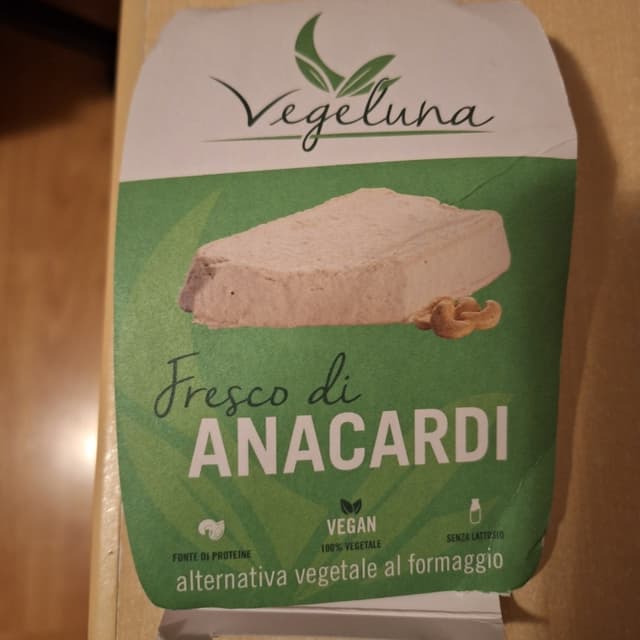 Vegeluna
Fresco di
ANACARDI
FONTE DI PROTEINE
VEGAN
100% VEGETALE
SENZA LATTOSIO
alternativa vegetale al formaggio